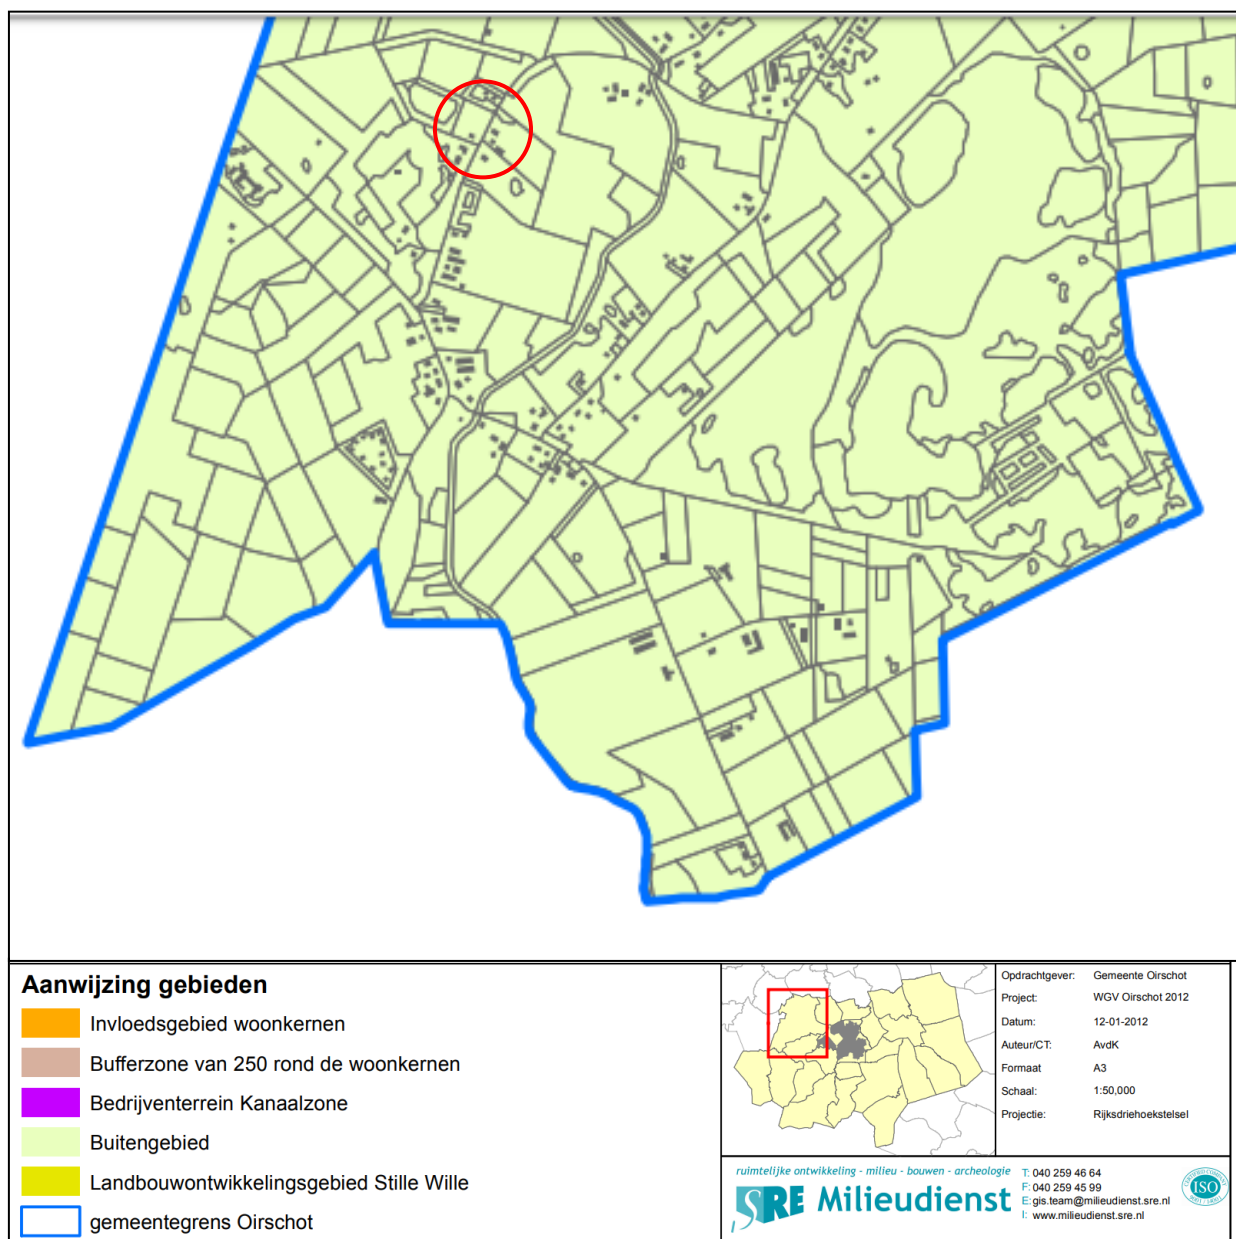 Aanwijzing gebieden
Invloedsgebied woonkernen
Bufferzone van 250 rond de woonkernen
Bedrijventerrein Kanaalzone
Buitengebied
Landbouwontwikkelingsgebied Stille Wille
gemeentegrens Oirschot
Opdrachtgever: Gemeente Oirschot
Project: WGV Oirschot 2012
Datum: 12-01-2012
Auteur/CT: AvdK
Formaat A3
Schaal: 1:50,000
Projectie: Rijksdriehoekstelsel
ruimtelijke ontwikkeling - milieu - bouwen - archeologie
SRE Milieudienst
T: 040 259 46 64
F: 040 259 45 99
E: gis.team@milieudienst.sre.nl
I: www.milieudienst.sre.nl
ISO